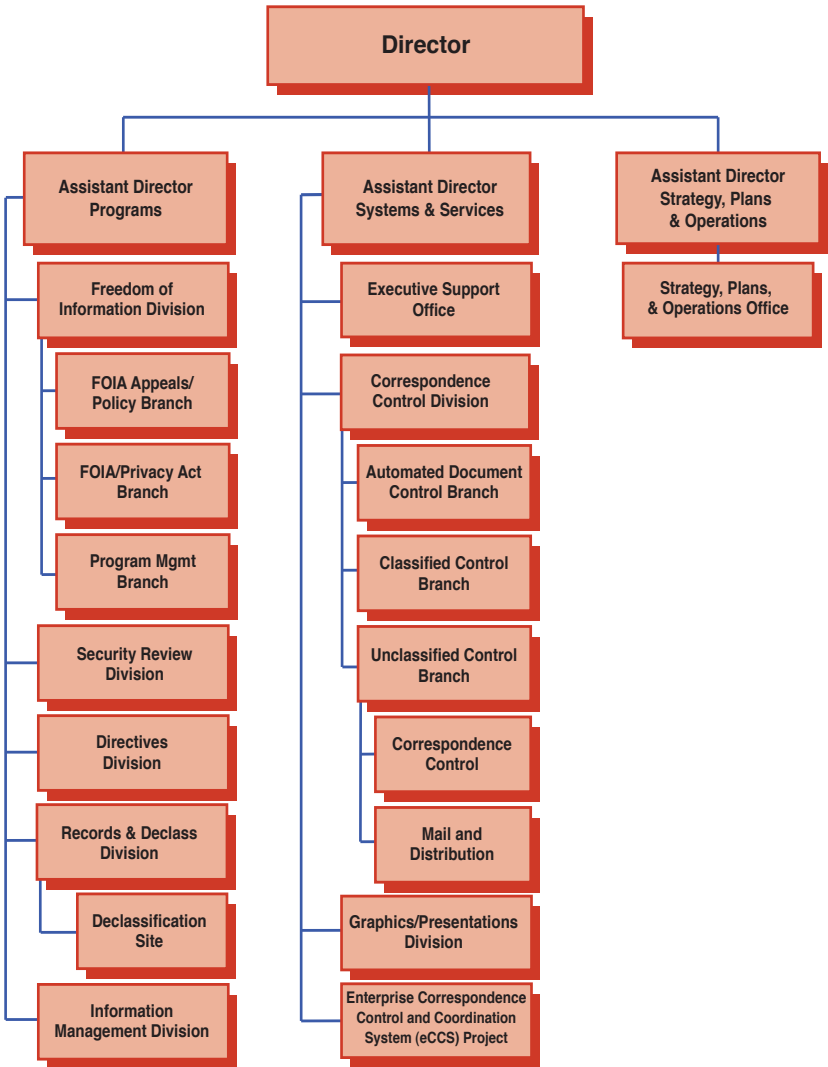 Director
Assistant Director
Programs
Freedom of
Information Division
FOIA Appeals/
Policy Branch
FOIA/Privacy Act
Branch
Program Mgmt
Branch
Security Review
Division
Directives
Division
Records & Declass
Division
Declassification
Site
Information
Management Division
Assistant Director
Systems & Services
Executive Support
Office
Correspondence
Control Division
Automated Document
Control Branch
Classified Control
Branch
Unclassified Control
Branch
Correspondence
Control
Mail and
Distribution
Graphics/Presentations
Division
Enterprise Correspondence
Control and Coordination
System (eCCS) Project
Assistant Director
Strategy, Plans
& Operations
Strategy, Plans,
& Operations Office